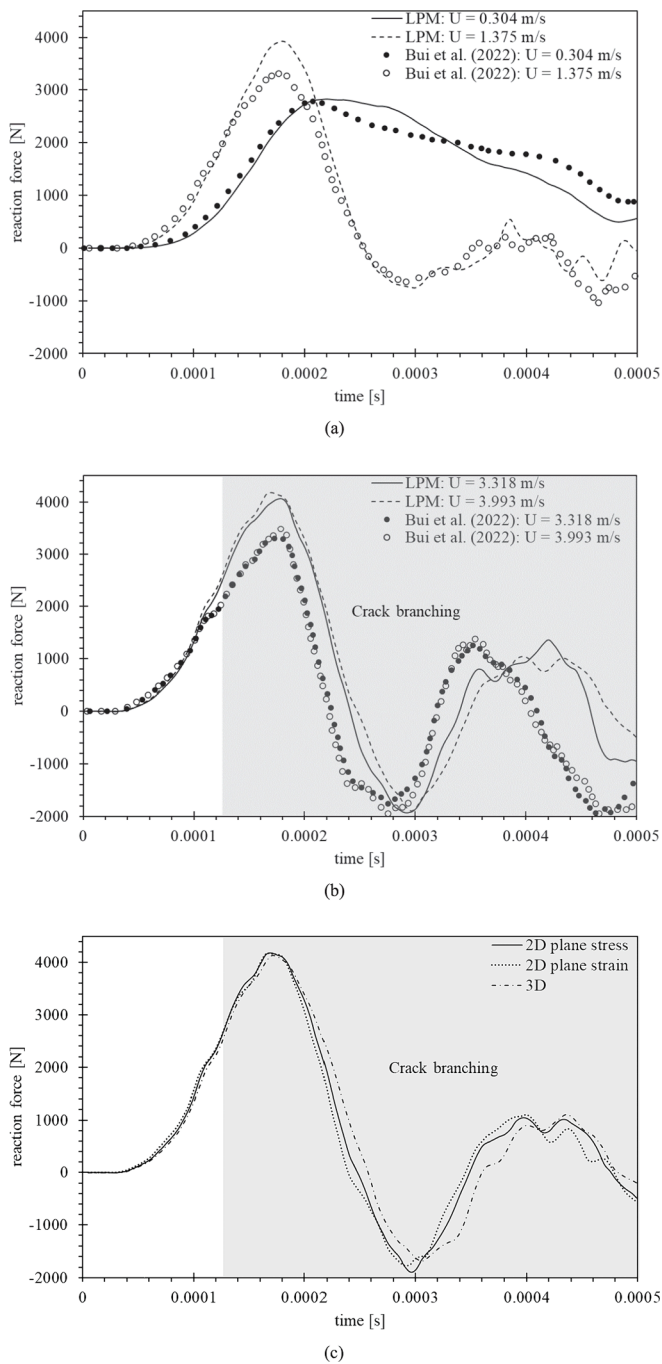 LPM: U = 0.304 m/s
LPM: U = 1.375 m/s
Bui et al. (2022): U = 0.304 m/s
Bui et al. (2022): U = 1.375 m/s
4000
3000
2000
1000
0
-1000
-2000
reaction force [N]
0
0.0001
0.0002
0.0003
0.0004
0.0005
time [s]
(a)
LPM: U = 3.318 m/s
LPM: U = 3.993 m/s
Bui et al. (2022): U = 3.318 m/s
Bui et al. (2022): U = 3.993 m/s
Crack branching
4000
3000
2000
1000
0
-1000
-2000
reaction force [N]
0
0.0001
0.0002
0.0003
0.0004
0.0005
time [s]
(b)
2D plane stress
2D plane strain
3D
Crack branching
4000
3000
2000
1000
0
-1000
-2000
reaction force [N]
0
0.0001
0.0002
0.0003
0.0004
0.0005
time [s]
(c)